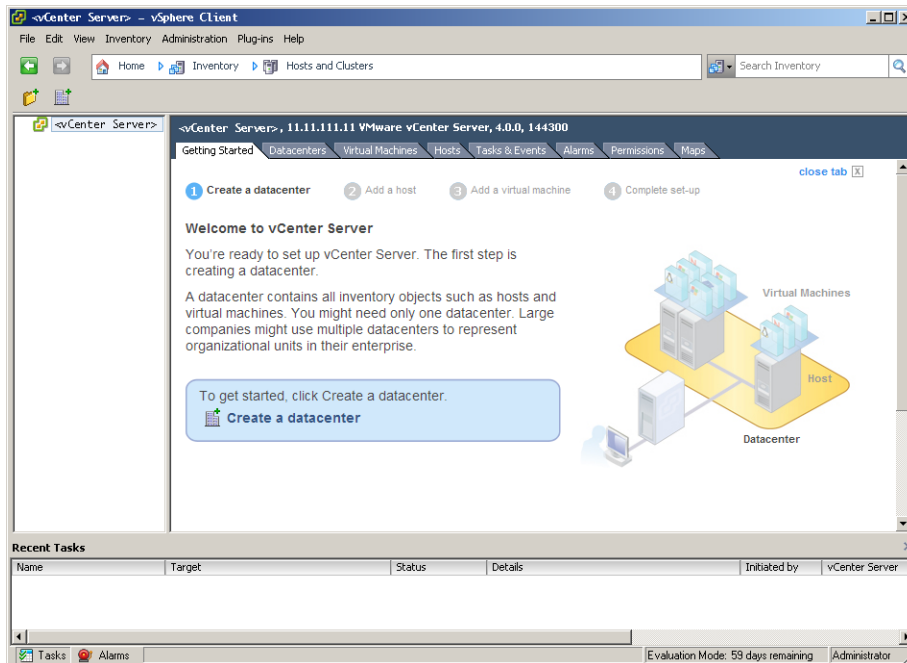 <vCenter Server> - vSphere Client
File Edit View Inventory Administration Plug-ins Help
Home Inventory Hosts and Clusters Search Inventory
<vCenter Server>
<vCenter Server>, 11.11.111.11 VMware vCenter Server, 4.0.0, 144300
Getting Started Datacenters Virtual Machines Hosts Tasks & Events Alarms Permissions Maps
close tab X
1 Create a datacenter 2 Add a host 3 Add a virtual machine 4 Complete set-up
Welcome to vCenter Server
You're ready to set up vCenter Server. The first step is
creating a datacenter.
A datacenter contains all inventory objects such as hosts and
virtual machines. You might need only one datacenter. Large
companies might use multiple datacenters to represent
organizational units in their enterprise.
To get started, click Create a datacenter.
Create a datacenter
Virtual Machines
Host
Datacenter
Recent Tasks
Name Target Status Details Initiated by vCenter Server
Tasks Alarms Evaluation Mode: 59 days remaining Administrator